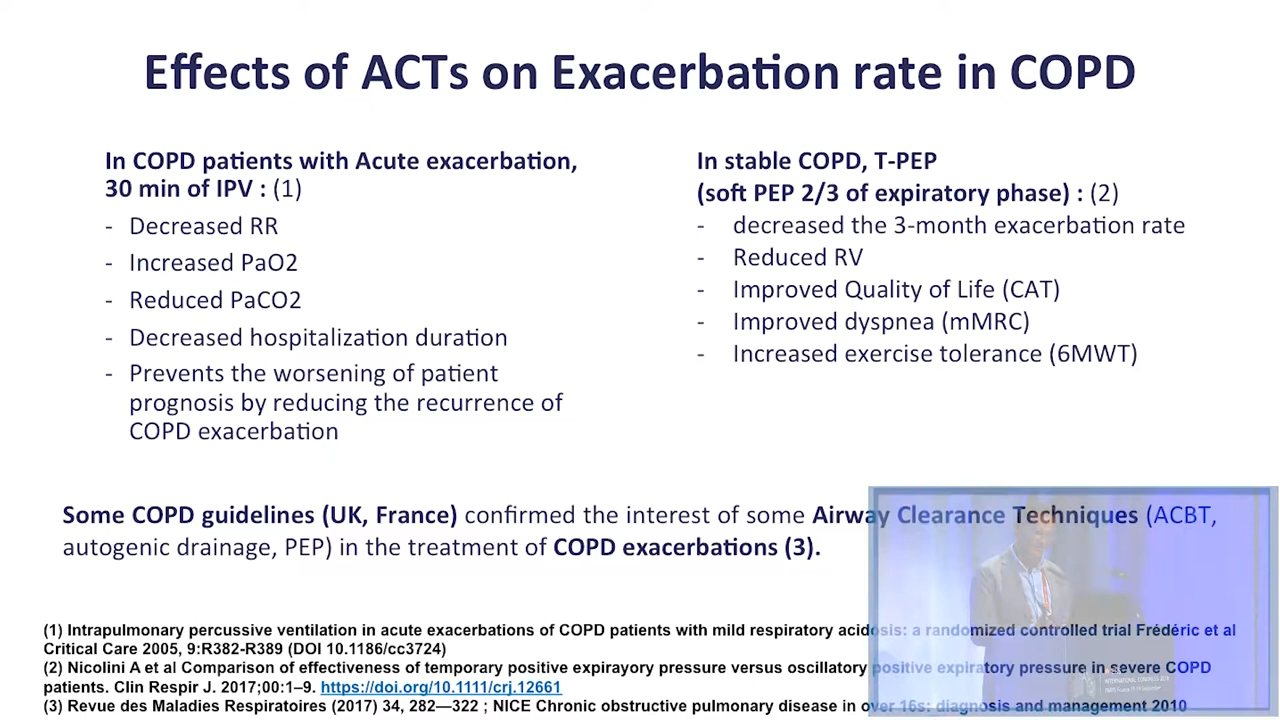 Effects of ACTs on Exacerbation rate in COPD
In COPD patients with Acute exacerbation,
30 min of IPV : (1)
- Decreased RR
- Increased PaO2
- Reduced PaCO2
- Decreased hospitalization duration
- Prevents the worsening of patient
prognosis by reducing the recurrence of
COPD exacerbation
In stable COPD, T-PEP
(soft PEP 2/3 of expiratory phase) : (2)
- decreased the 3-month exacerbation rate
- Reduced RV
- Improved Quality of Life (CAT)
- Improved dyspnea (mMRC)
- Increased exercise tolerance (6MWT)
Some COPD guidelines (UK, France) confirmed the interest of some Airway Clearance Techniques (ACBT,
autogenic drainage, PEP) in the treatment of COPD exacerbations (3).
(1) Intrapulmonary percussive ventilation in acute exacerbations of COPD patients with mild respiratory acidosis: a randomized controlled trial Frédéric et al
Critical Care 2005, 9:R382-R389 (DOI 10.1186/cc3724)
(2) Nicolini A et al Comparison of effectiveness of temporary positive expirayory pressure versus oscillatory positive expiratory pressure in severe COPD
patients. Clin Respir J. 2017;00:1–9. https://doi.org/10.1111/crj.12661
(3) Revue des Maladies Respiratoires (2017) 34, 282—322 ; NICE Chronic obstructive pulmonary disease in over 16s: diagnosis and management 2010
INTERNATIONAL CONGRESS 2018